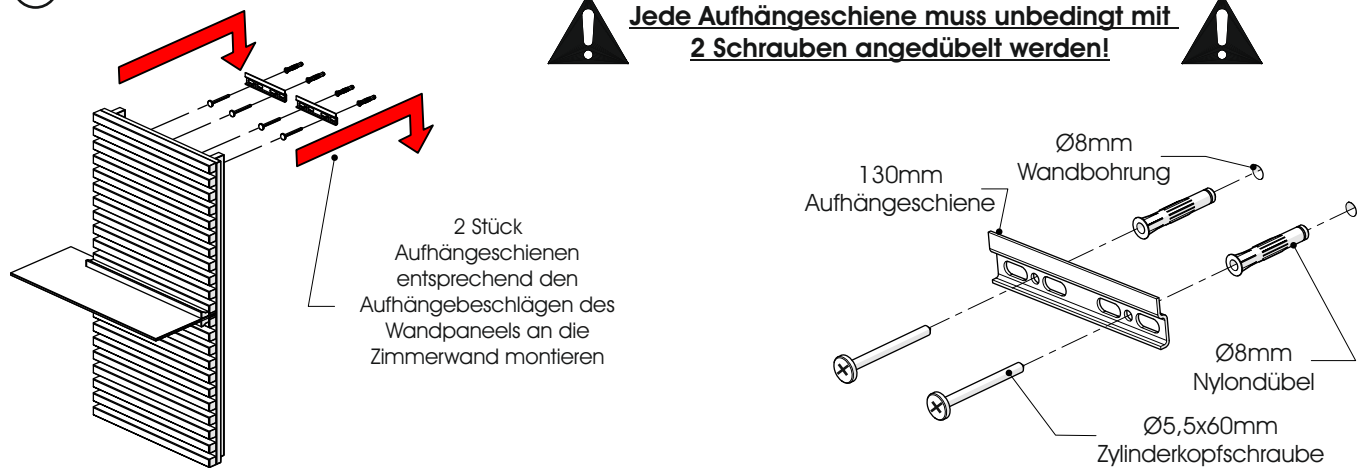 Jede Aufhängeschiene muss unbedingt mit
2 Schrauben angedübelt werden!
2 Stück
Aufhängeschienen
entsprechend den
Aufhängebeschlägen des
Wandpaneels an die
Zimmerwand montieren
130mm
Aufhängeschiene
Ø8mm
Wandbohrung
Ø8mm
Nylondübel
Ø5,5x60mm
Zylinderkopfschraube